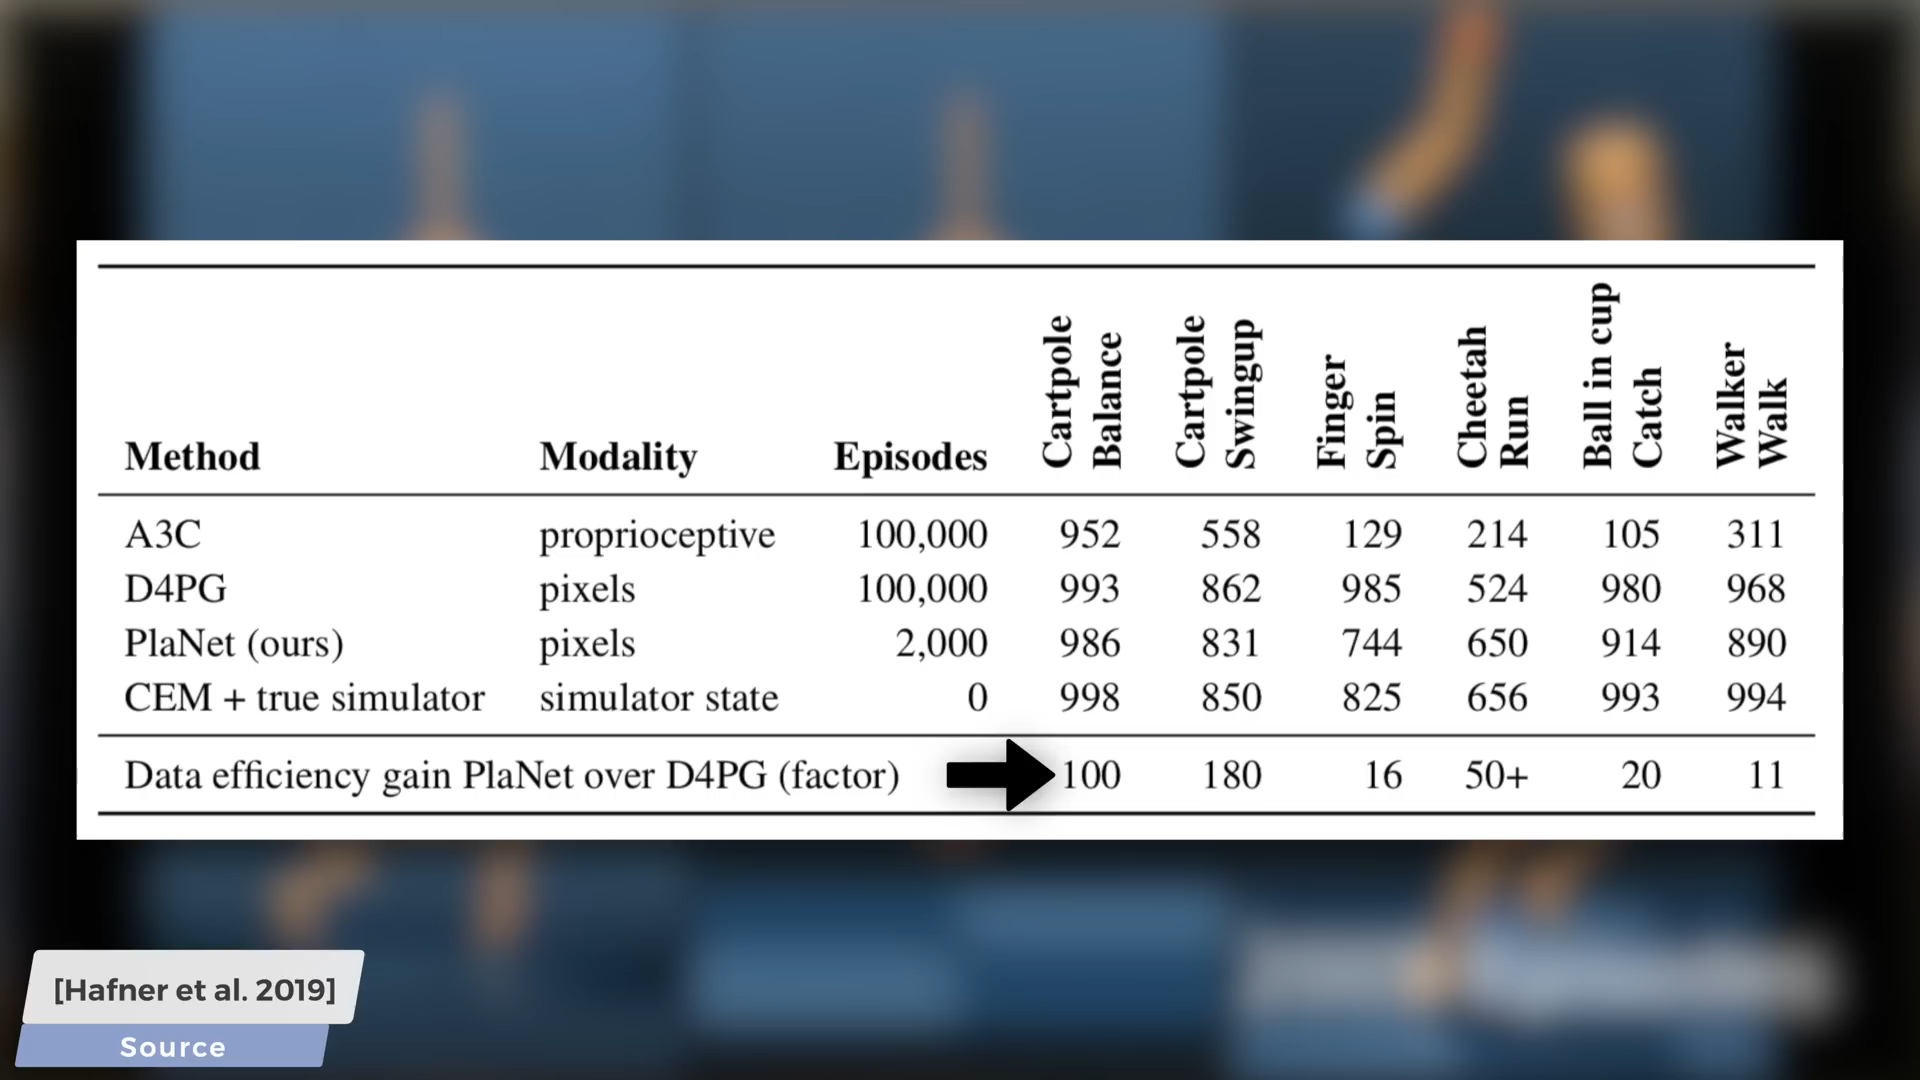 Method Modality Episodes Cartpole Balance Cartpole Swingup Finger Spin Cheetah Run Ball in cup Catch Walker Walk
A3C proprioceptive 100,000 952 558 129 214 105 311
D4PG pixels 100,000 993 862 985 524 980 968
PlaNet (ours) pixels 2,000 986 831 744 650 914 890
CEM + true simulator simulator state 0 998 850 825 656 993 994
Data efficiency gain PlaNet over D4PG (factor) 100 180 16 50+ 20 11
[Hafner et al. 2019]
Source